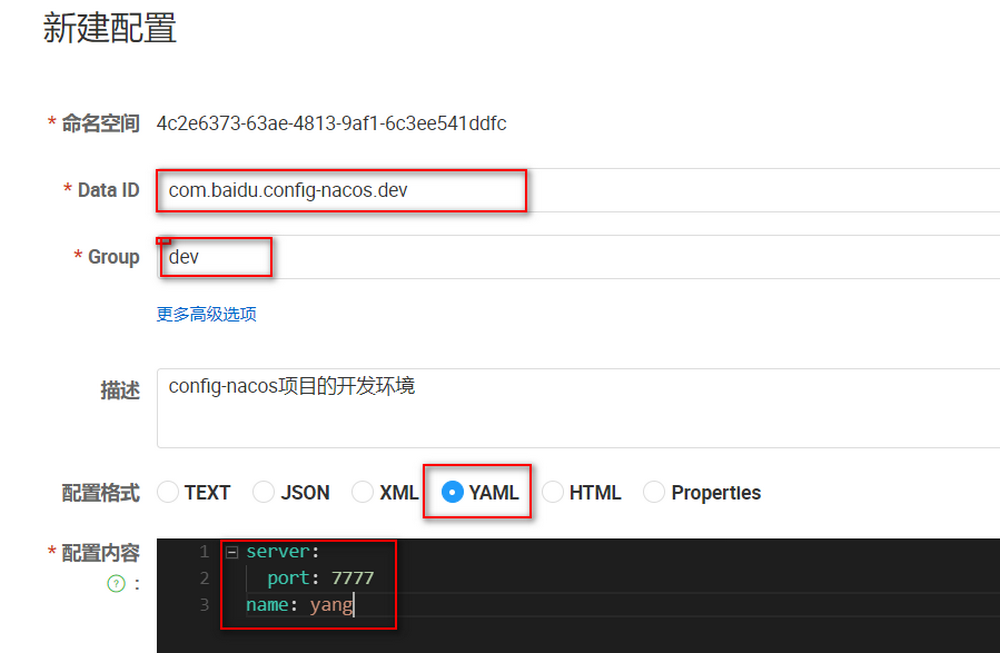 新建配置
* 命名空间 4c2e6373-63ae-4813-9af1-6c3ee541ddfc
* Data ID com.baidu.config-nacos.dev
* Group dev
更多高级选项
描述 config-nacos项目的开发环境
配置格式 TEXT JSON XML YAML HTML Properties
* 配置内容 1 server:
? : 2 port: 7777
3 name: yang